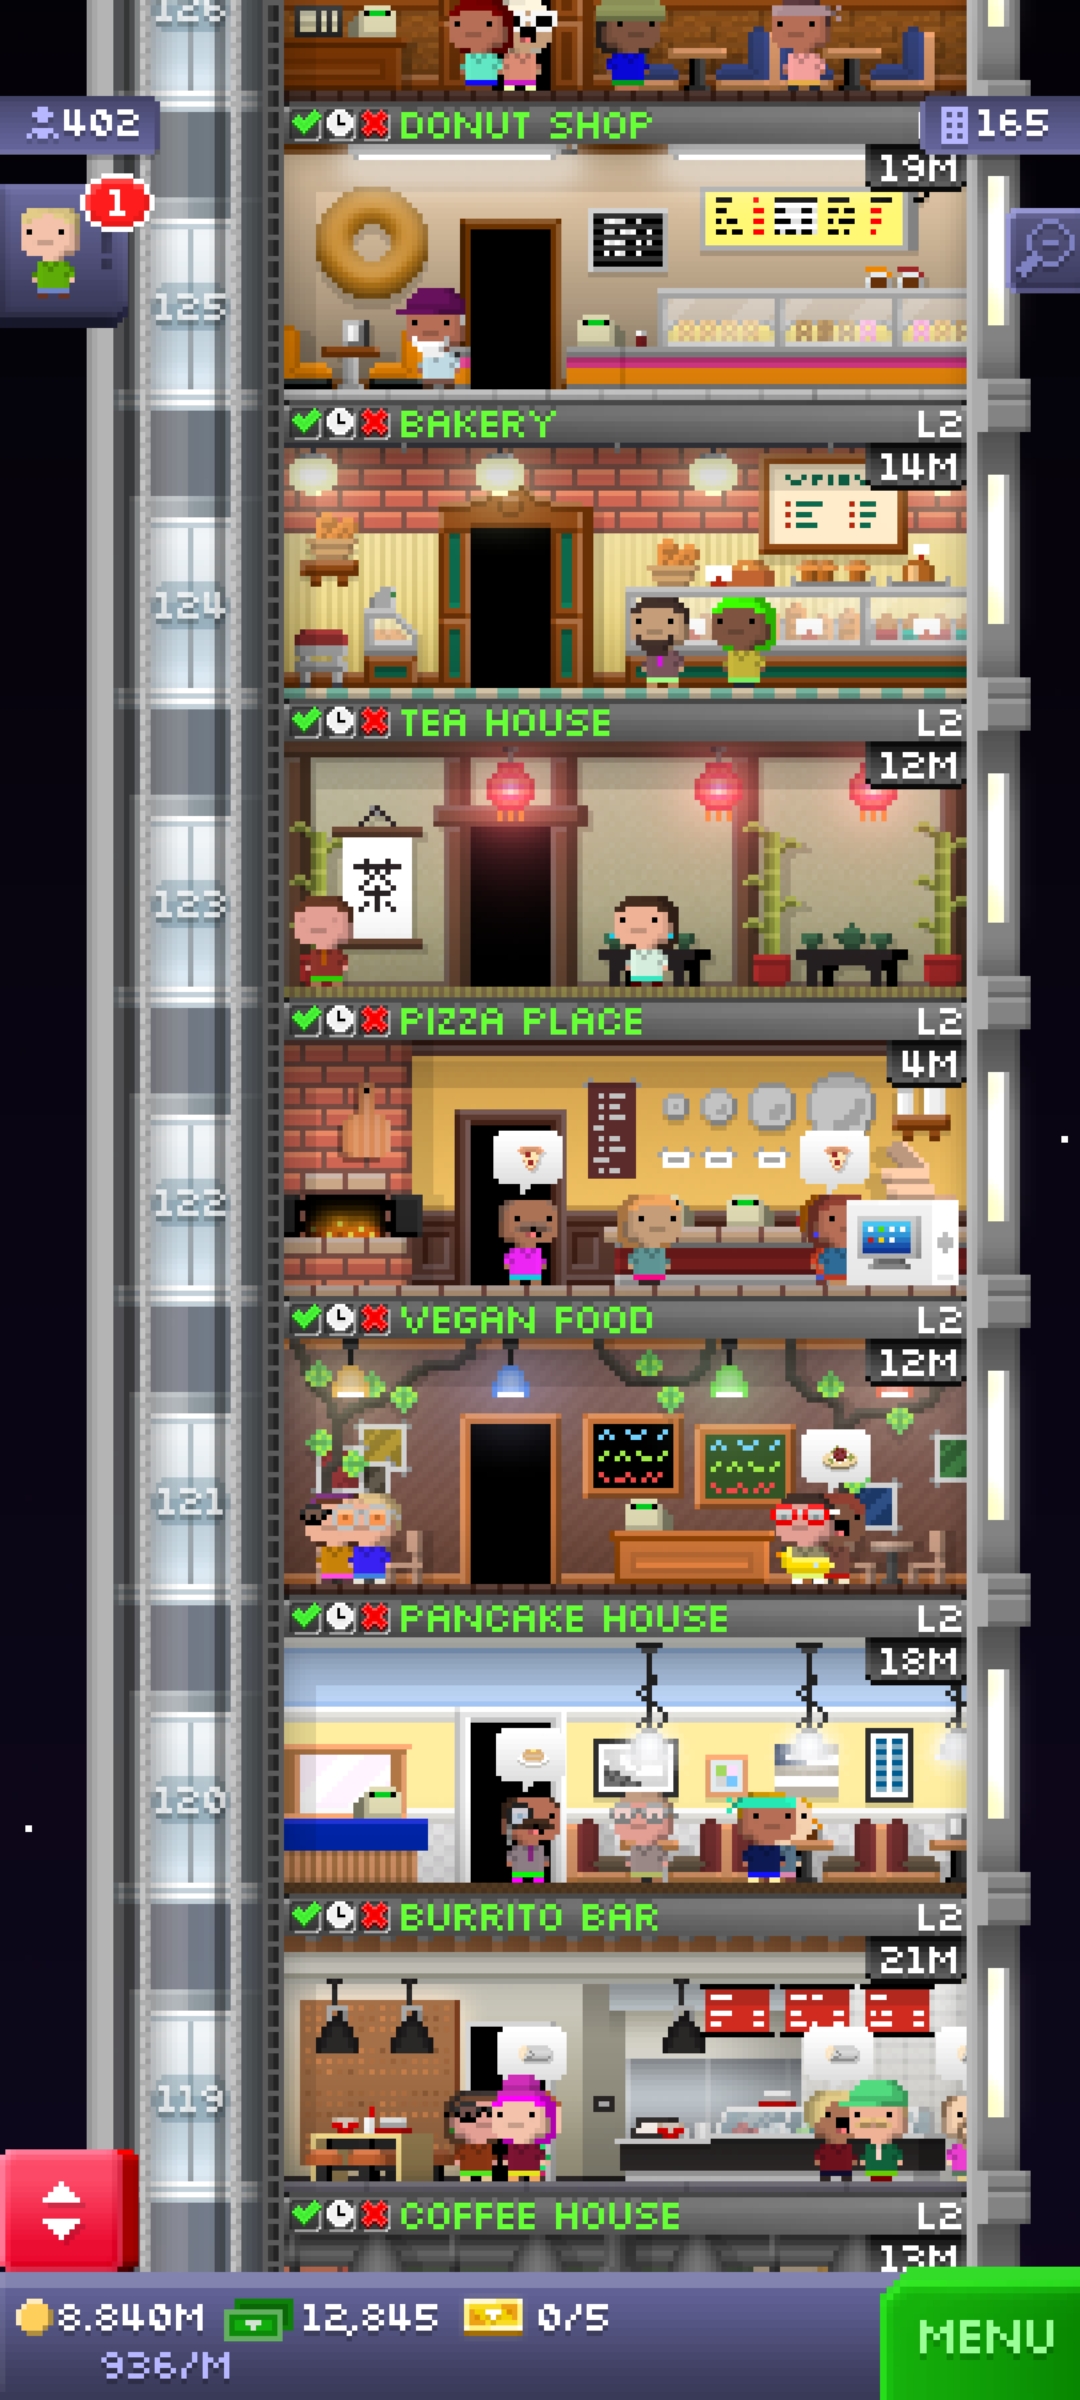 126
402
DONUT SHOP
165
19M
1
125
BAKERY L2
14M
124
TEA HOUSE L2
12M
茶
123
PIZZA PLACE L2
4M
122
VEGAN FOOD L2
12M
121
PANCAKE HOUSE L2
18M
120
BURRITO BAR L2
21M
119
COFFEE HOUSE L2
13M
8.840M 12,845 0/5
936/M
MENU